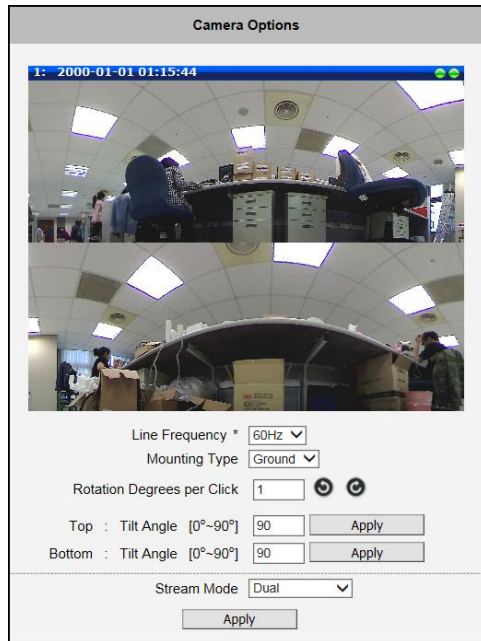 Camera Options
1: 2000-01-01 01:15:44
Line Frequency * 60Hz
Mounting Type Ground
Rotation Degrees per Click 1
Top : Tilt Angle [0°~90°] 90 Apply
Bottom : Tilt Angle [0°~90°] 90 Apply
Stream Mode Dual
Apply